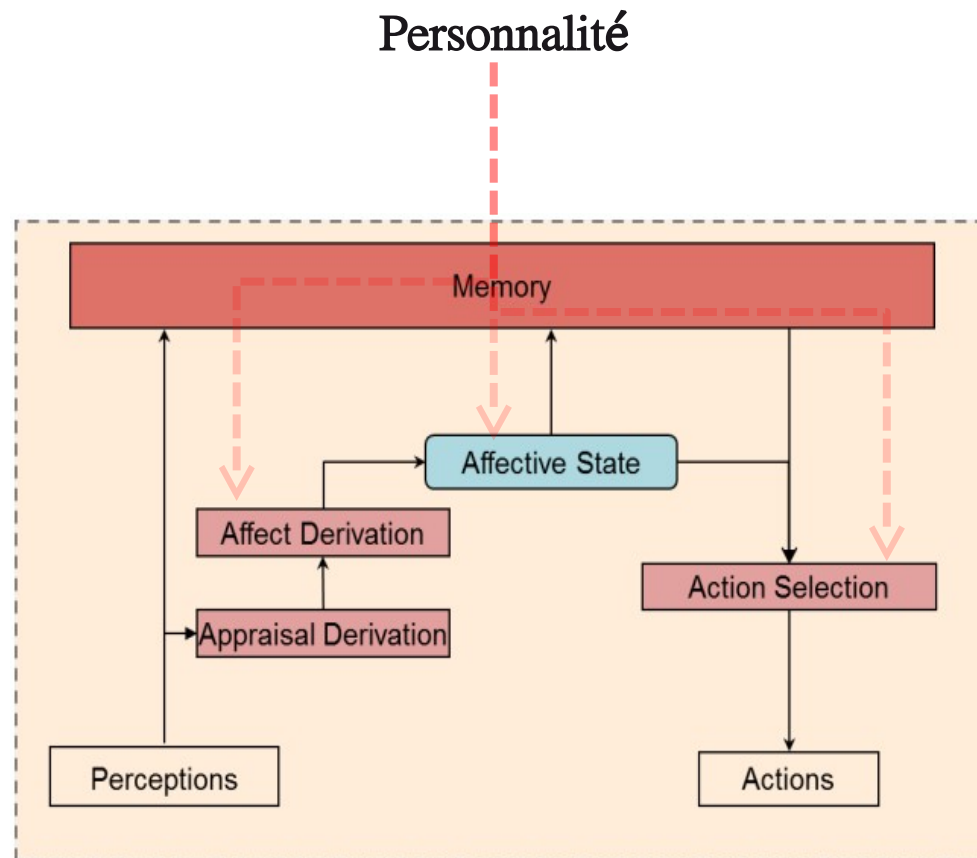 Personnalité
Memory
Affective State
Affect Derivation
Action Selection
Appraisal Derivation
Perceptions
Actions